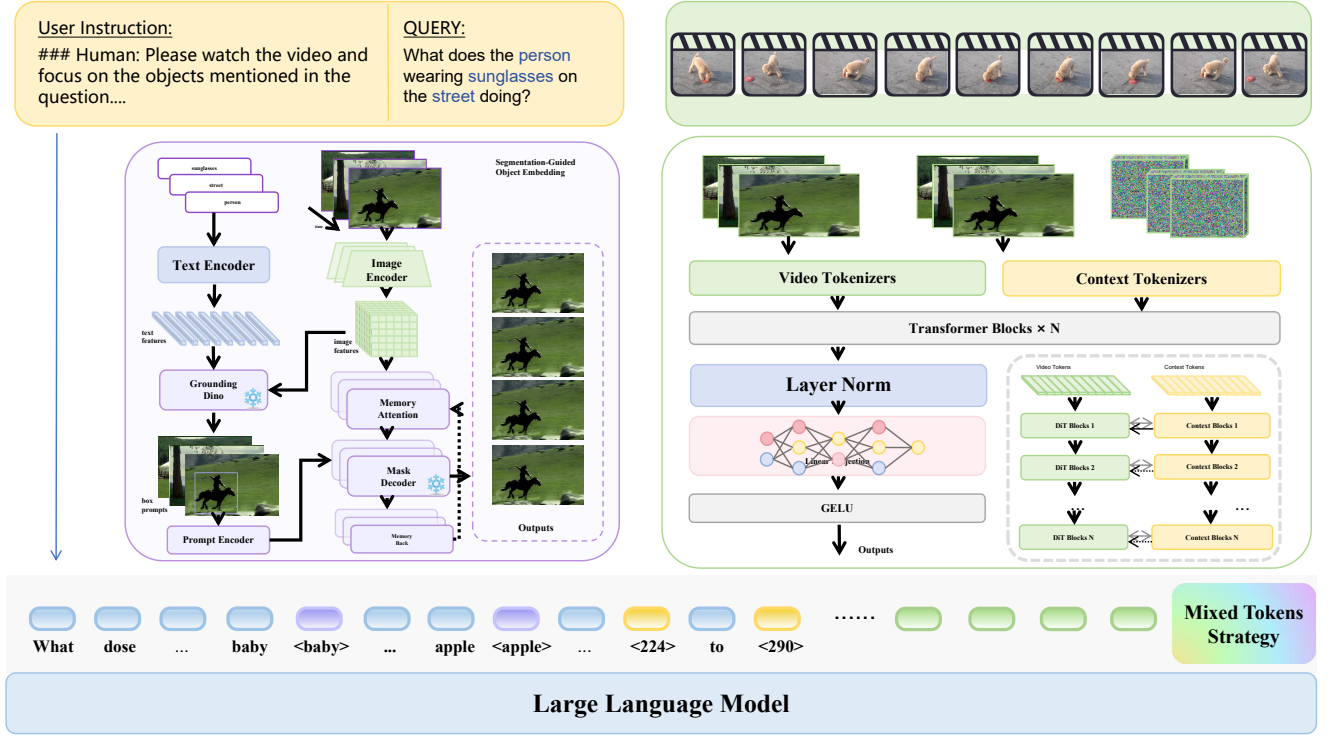 User Instruction:
### Human: Please watch the video and
focus on the objects mentioned in the
question....
QUERY:
What does the person
wearing sunglasses on
the street doing?
sunglasses
street
person
Segmentation-Guided
Object Embedding
time
Text Encoder
Image
Encoder
text
features
image
features
Grounding
Dino
Memory
Attention
Mask
Decoder
box
prompts
Prompt Encoder
Memory
Back
Outputs
Video Tokenizers
Context Tokenizers
Transformer Blocks × N
Layer Norm
GELU
Outputs
Video Tokens
Context Tokens
DiT Blocks 1
Context Blocks 1
DiT Blocks 2
Context Blocks 2
...
...
DiT Blocks N
Context Blocks N
What dose ... baby <baby> ... apple <apple> ... <224> to <290> ......
Mixed Tokens
Strategy
Large Language Model